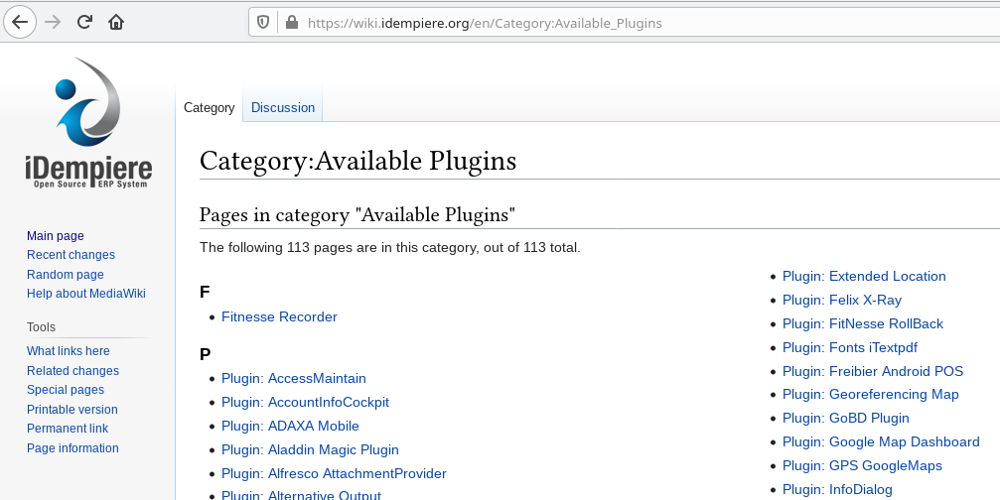 https://wiki.idempiere.org/en/Category:Available_Plugins
iDempiere
Open Source ERP System
Main page
Recent changes
Random page
Help about MediaWiki
Tools
What links here
Related changes
Special pages
Printable version
Permanent link
Page information
Category
Discussion
Category:Available Plugins
Pages in category "Available Plugins"
The following 113 pages are in this category, out of 113 total.
F
Fitnesse Recorder
P
Plugin: AccessMaintain
Plugin: AccountInfoCockpit
Plugin: ADAXA Mobile
Plugin: Aladdin Magic Plugin
Plugin: Alfresco AttachmentProvider
Plugin: Alternative Output
Plugin: Extended Location
Plugin: Felix X-Ray
Plugin: FitNesse RollBack
Plugin: Fonts iTextpdf
Plugin: Freibier Android POS
Plugin: Georeferencing Map
Plugin: GoBD Plugin
Plugin: Google Map Dashboard
Plugin: GPS GoogleMaps
Plugin: InfoDialog